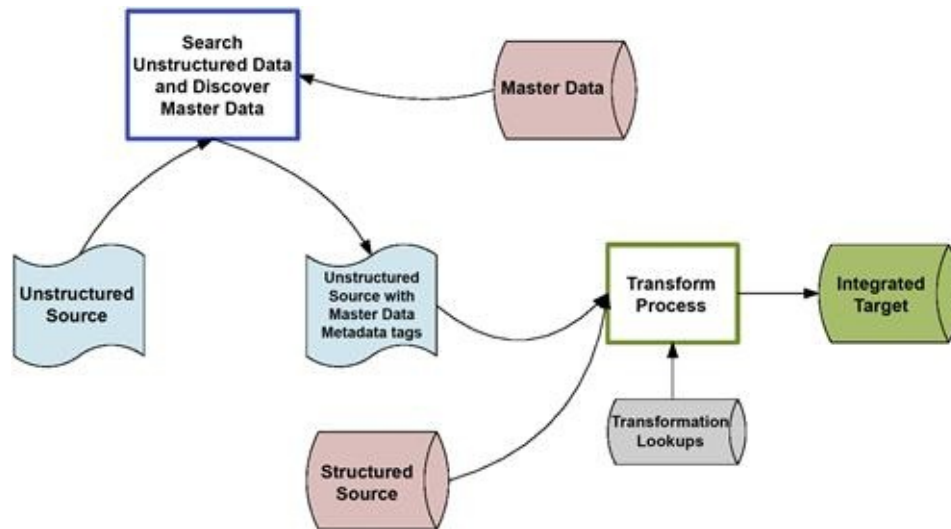 Search
Unstructured Data
and Discover
Master Data
Master Data
Unstructured
Source
Unstructured
Source with
Master Data
Metadata tags
Transform
Process
Integrated
Target
Transformation
Lookups
Structured
Source